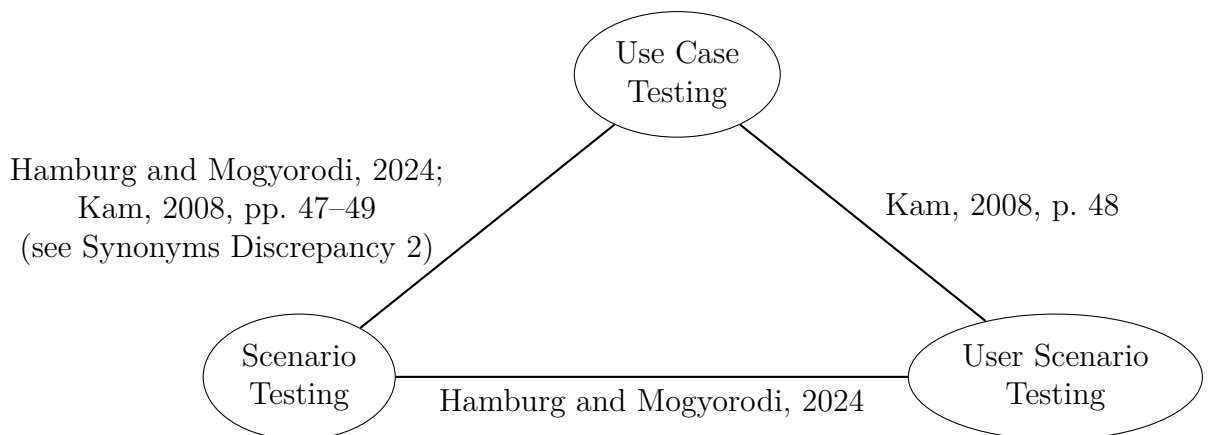 Use Case
Testing
Hamburg and Mogyorodi, 2024;
Kam, 2008, pp. 47–49
(see Synonyms Discrepancy 2)
Kam, 2008, p. 48
Scenario
Testing
Hamburg and Mogyorodi, 2024
User Scenario
Testing